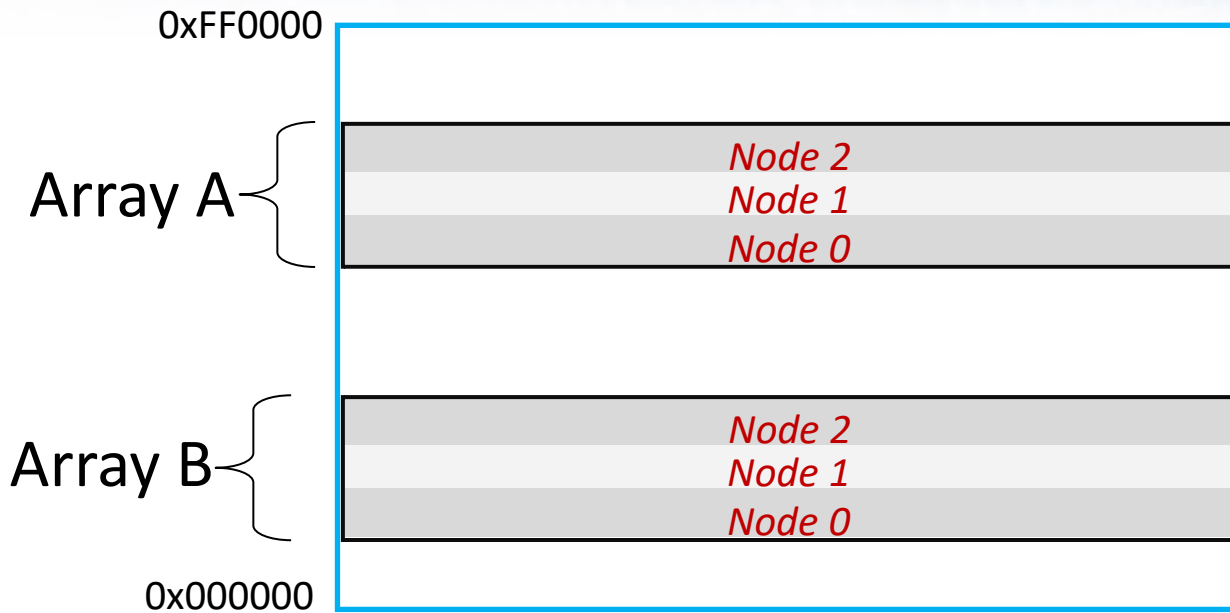 0xFF0000
Array A
Node 2
Node 1
Node 0
Array B
Node 2
Node 1
Node 0
0x000000